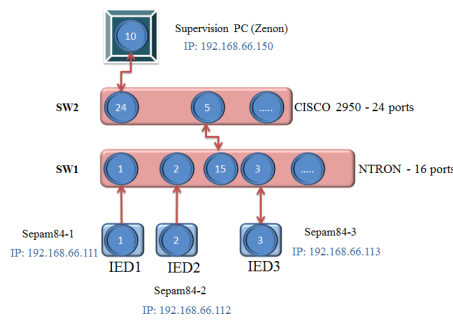 Supervision PC (Zenon)
10
IP: 192.168.66.150
SW2
24
5
.....
CISCO 2950 - 24 ports
SW1
1
2
15
3
.....
NTRON - 16 ports
Sepam84-1
IP: 192.168.66.111
1
2
3
Sepam84-3
IP: 192.168.66.113
IED1
IED2
IED3
Sepam84-2
IP: 192.168.66.112